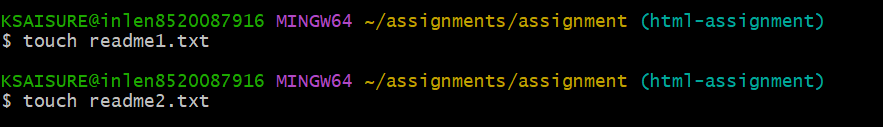 KSAISURE@inlen8520087916 MINGW64 ~/assignments/assignment (html-assignment)
$ touch readme1.txt
KSAISURE@inlen8520087916 MINGW64 ~/assignments/assignment (html-assignment)
$ touch readme2.txt